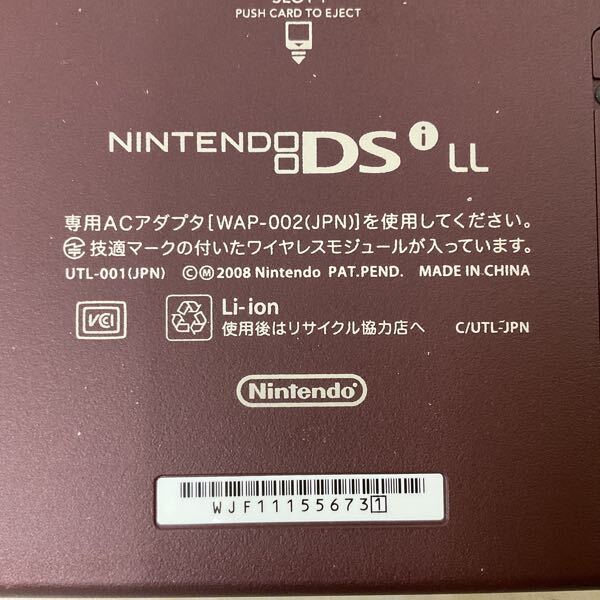 PUSH CARD TO EJECT
NINTENDO DSi LL
専用ACアダプタ[WAP-002(JPN)]を使用してください。
技適マークの付いたワイヤレスモジュールが入っています。
UTL-001(JPN) ©Ⓜ2008 Nintendo PAT.PEND. MADE IN CHINA
VCI
Li-ion
使用後はリサイクル協力店へ C/UTL-JPN
Nintendo®
WJF111556731